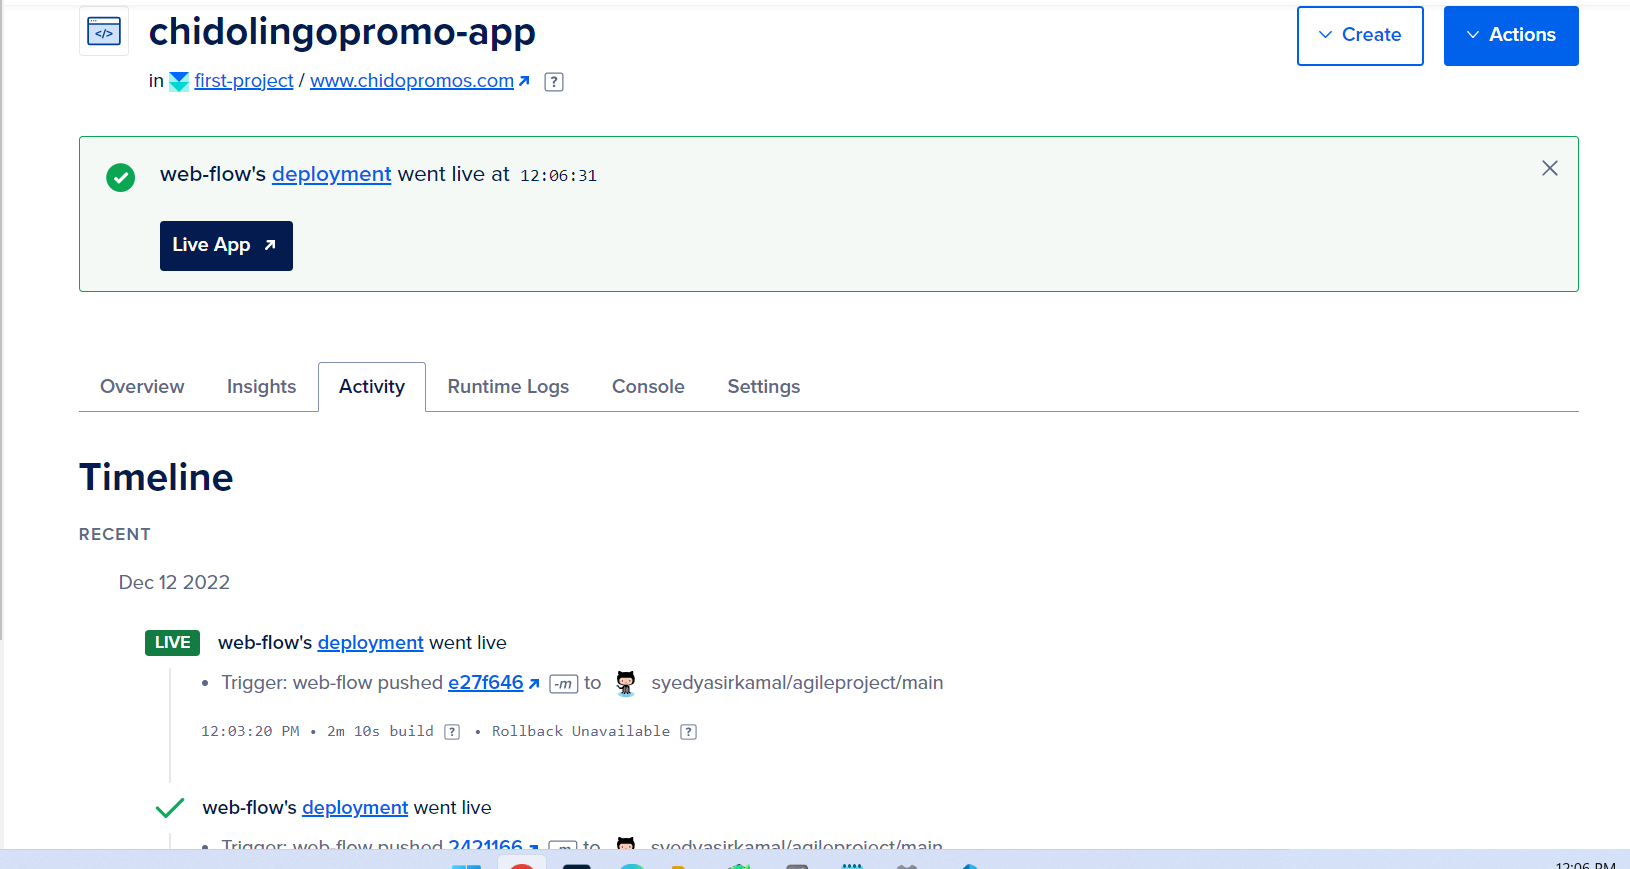 </>
chidolingopromo-app
Create
Actions
in first-project / www.chidopromos.com ?
web-flow's deployment went live at 12:06:31
Live App
Overview Insights Activity Runtime Logs Console Settings
Timeline
RECENT
Dec 12 2022
LIVE web-flow's deployment went live
• Trigger: web-flow pushed e27f646 -m to syedyasirkamal/agileproject/main
12:03:20 PM • 2m 10s build ? • Rollback Unavailable ?
web-flow's deployment went live
• Trigger: web-flow pushed 2421166 -m to syedyasirkamal/agileproject/main
12:06 PM